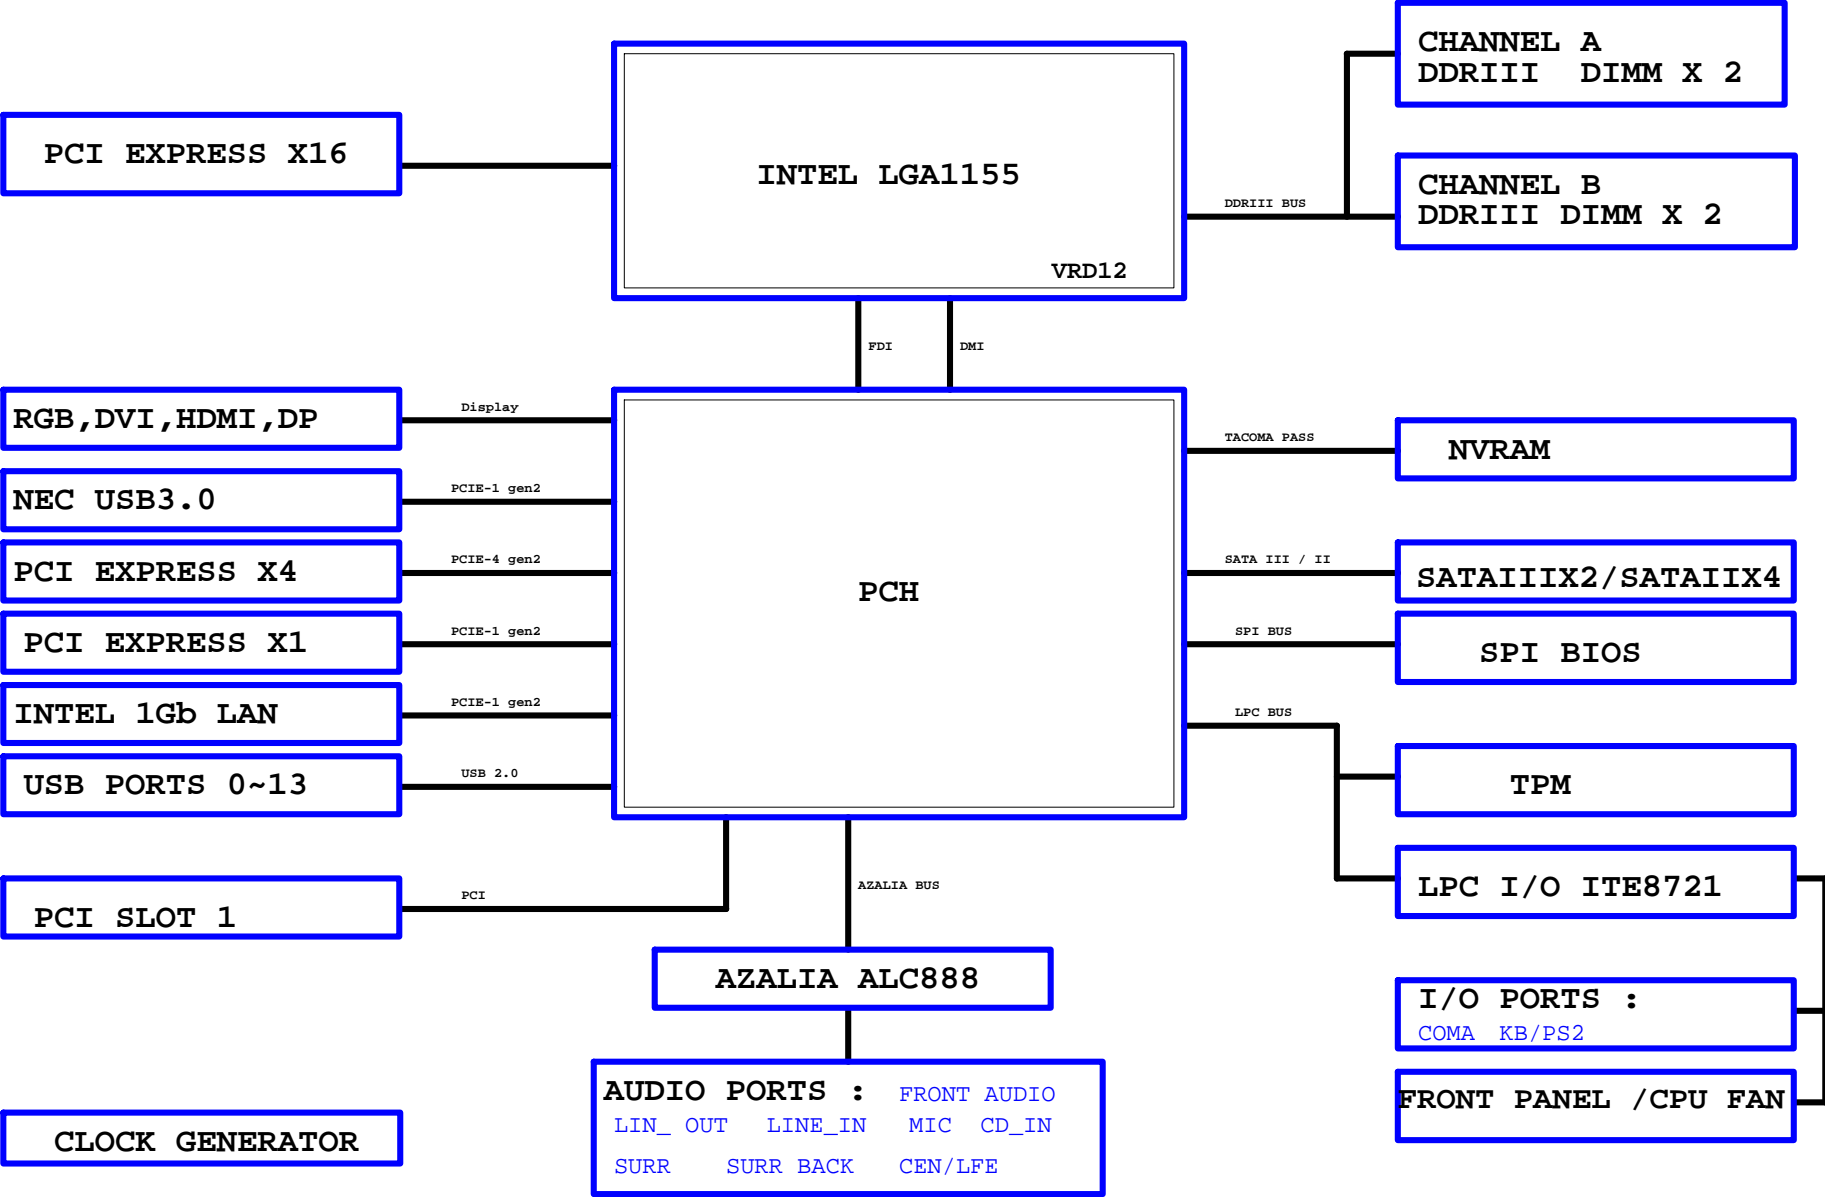 CHANNEL A
DDRIII DIMM X 2
PCI EXPRESS X16
INTEL LGA1155
CHANNEL B
DDRIII DIMM X 2
DDRIII BUS
VRD12
FDI
DMI
RGB,DVI,HDMI,DP
Display
TACOMA PASS
NVRAM
NEC USB3.0
PCIE-1 gen2
PCI EXPRESS X4
PCIE-4 gen2
PCH
SATA III / II
SATAIIIX2/SATAIIX4
PCI EXPRESS X1
PCIE-1 gen2
SPI BUS
SPI BIOS
INTEL 1Gb LAN
PCIE-1 gen2
LPC BUS
USB PORTS 0~13
USB 2.0
TPM
PCI SLOT 1
PCI
AZALIA BUS
LPC I/O ITE8721
AZALIA ALC888
I/O PORTS :
COMA KB/PS2
AUDIO PORTS : FRONT AUDIO
LIN_ OUT LINE_IN MIC CD_IN
SURR SURR BACK CEN/LFE
FRONT PANEL /CPU FAN
CLOCK GENERATOR